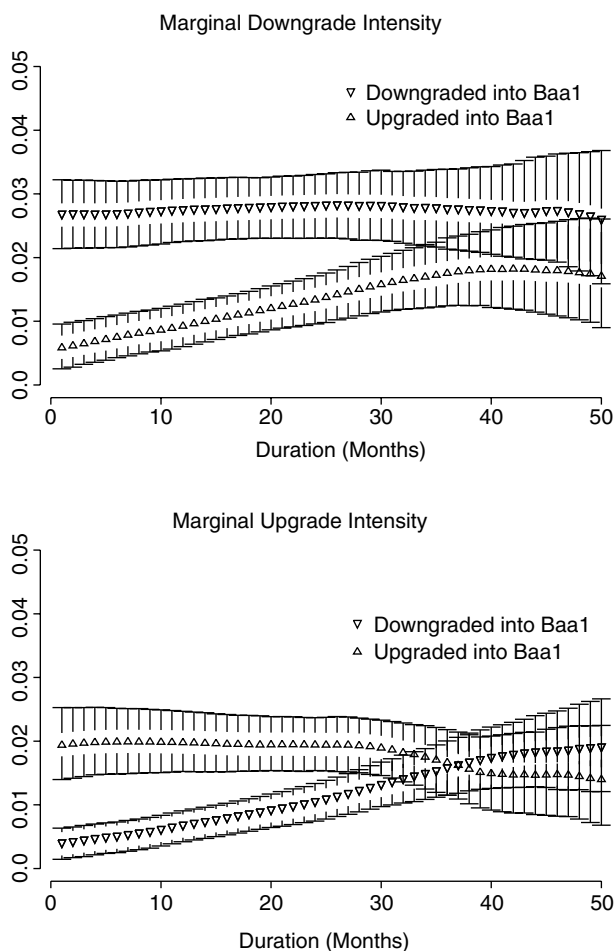 Marginal Downgrade Intensity
0.05
0.04
0.03
0.02
0.01
0.0
▿ Downgraded into Baa1
▵ Upgraded into Baa1
0 10 20 30 40 50
Duration (Months)
Marginal Upgrade Intensity
0.05
0.04
0.03
0.02
0.01
0.0
▿ Downgraded into Baa1
▵ Upgraded into Baa1
0 10 20 30 40 50
Duration (Months)